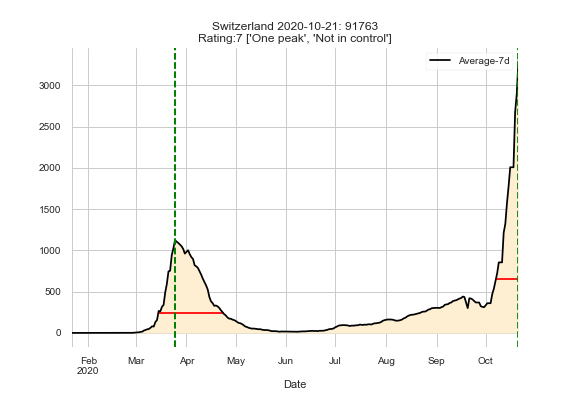 Switzerland 2020-10-21: 91763
Rating:7 ['One peak', 'Not in control']
Average-7d
3000
2500
2000
1500
1000
500
0
Feb Mar Apr May Jun Jul Aug Sep Oct
2020
Date